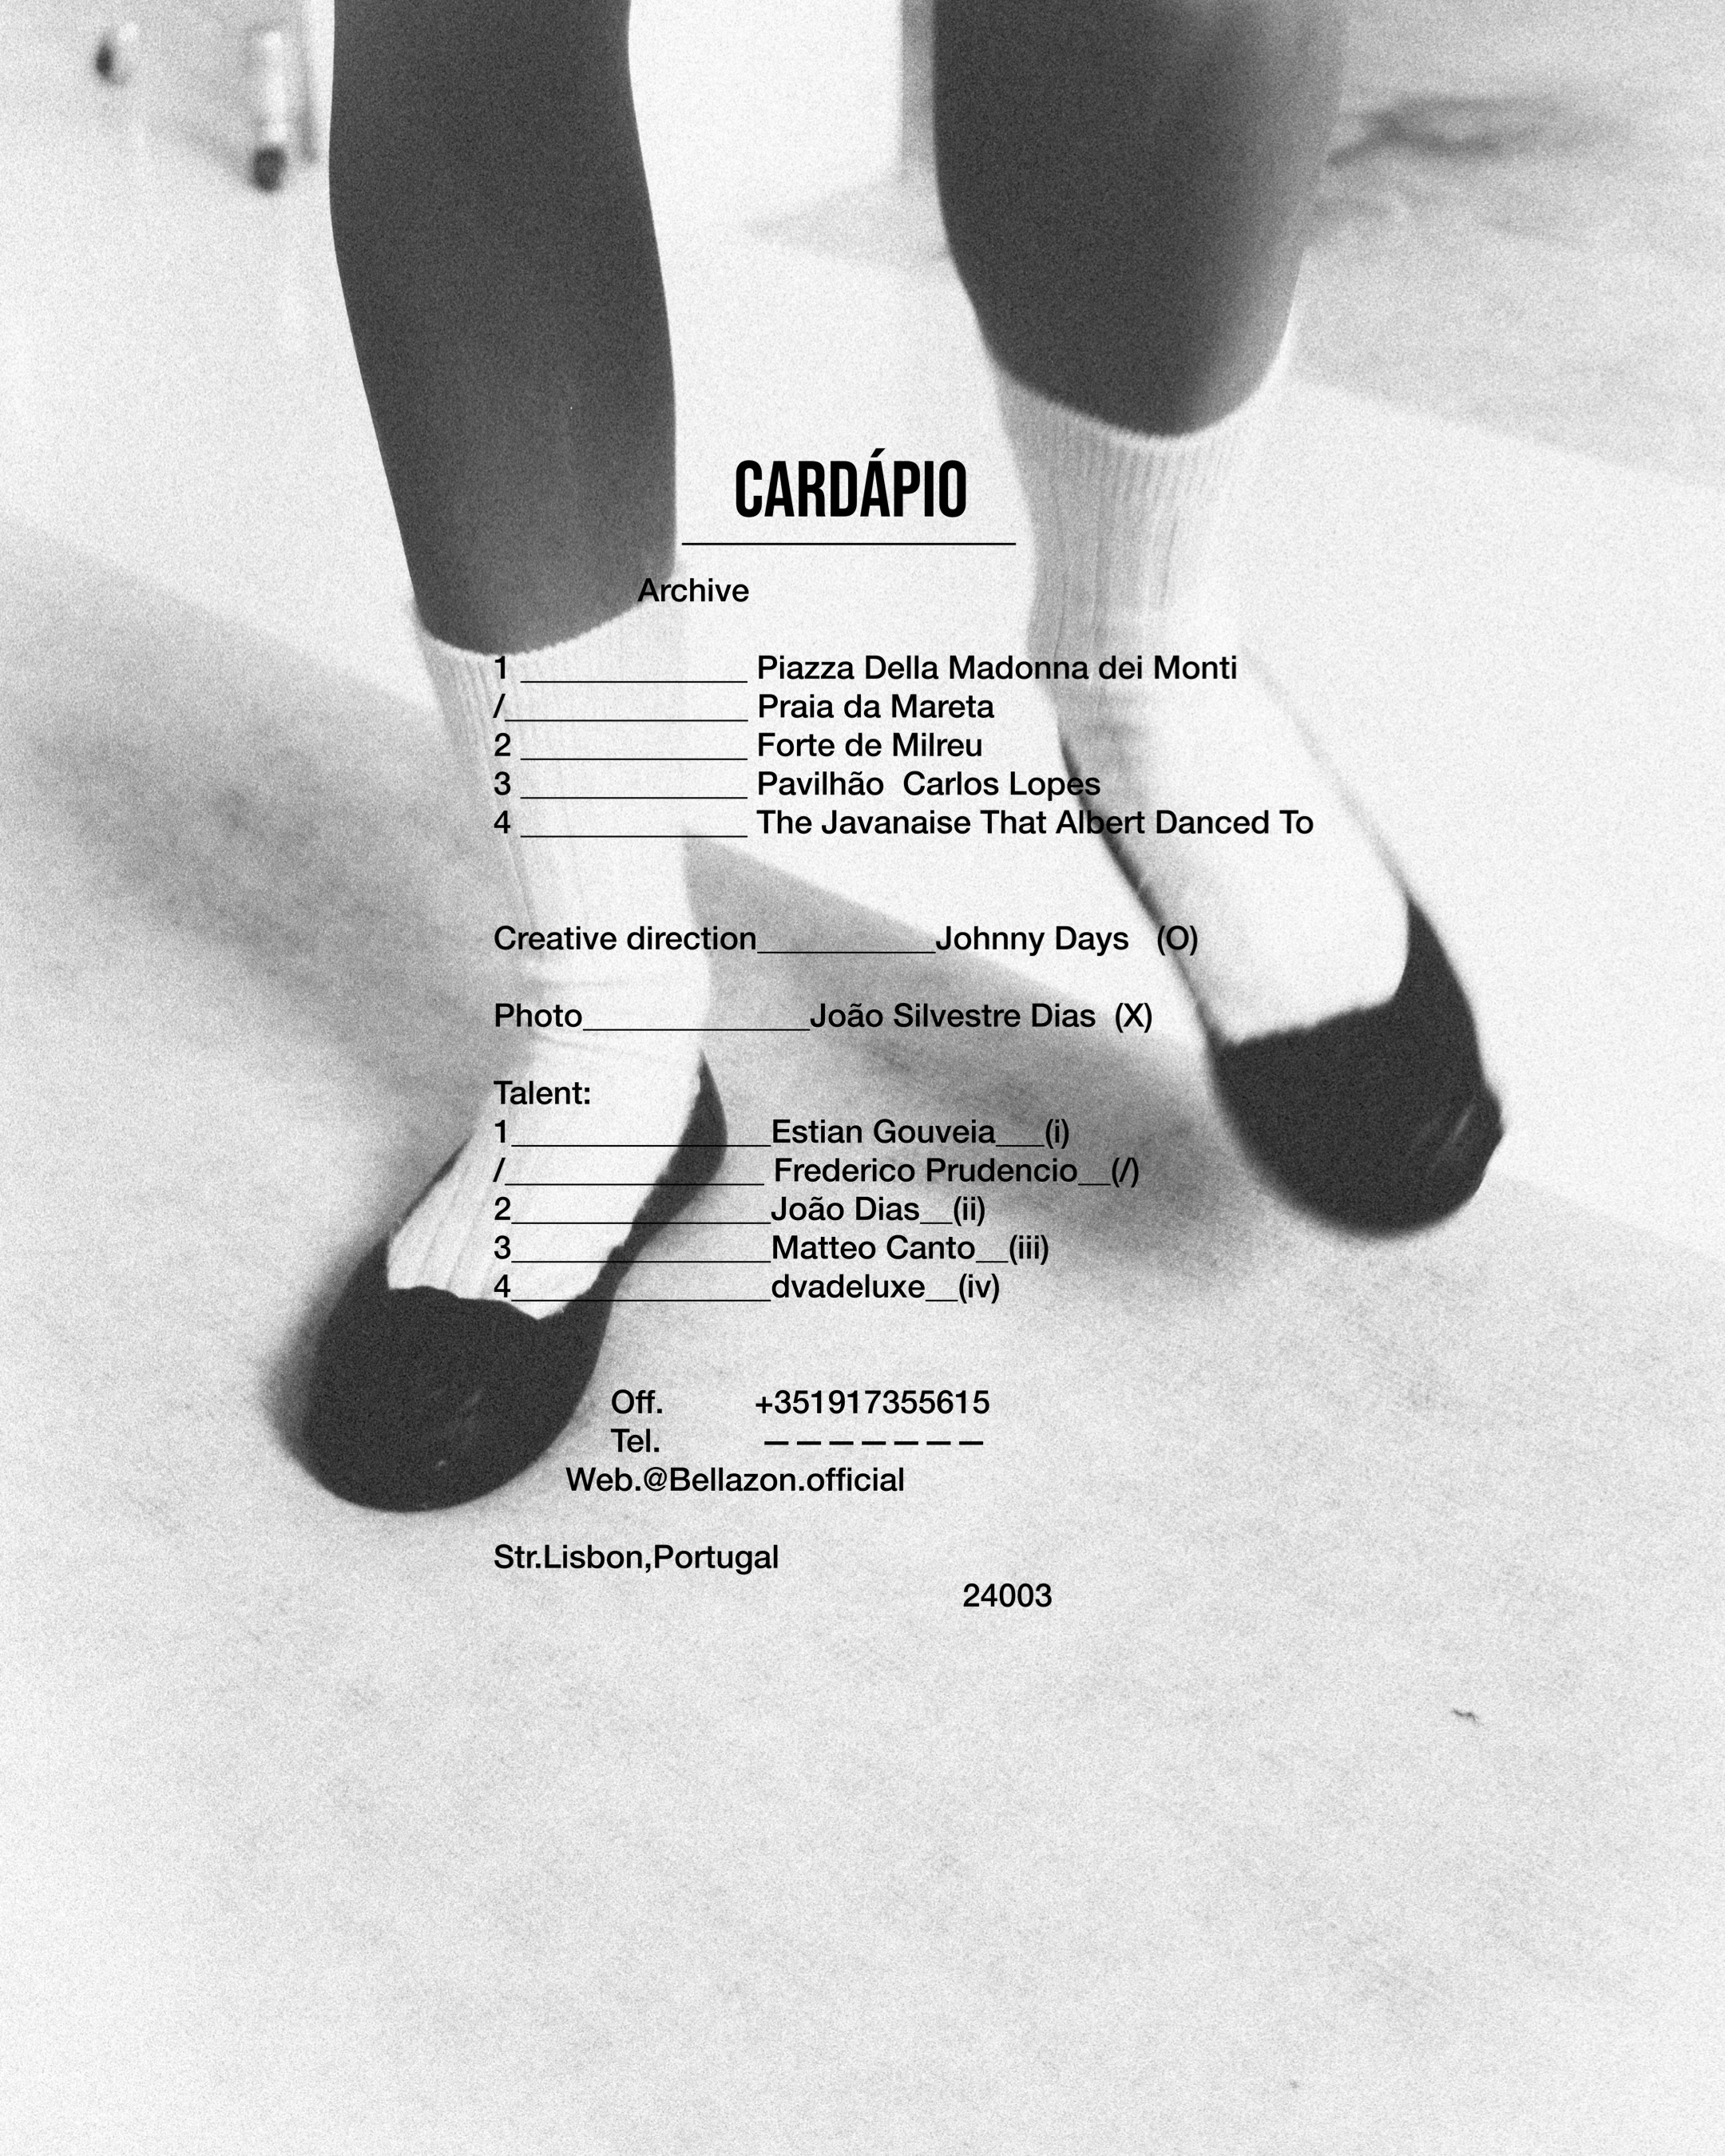 CARDÁPIO
Archive
1 ______________ Piazza Della Madonna dei Monti
/_______________ Praia da Mareta
2 ______________ Forte de Milreu
3 ______________ Pavilhão  Carlos Lopes
4 ______________ The Javanaise That Albert Danced To
Creative direction___________Johnny Days   (O)
Photo______________João Silvestre Dias  (X)
Talent:
1________________Estian Gouveia___(i)
/________________ Frederico Prudencio__(/)
2________________João Dias__(ii)
3________________Matteo Canto__(iii)
4________________dvadeluxe__(iv)
Off. +351917355615
Tel. — — — — — — —
Web.@Bellazon.official
Str.Lisbon,Portugal
24003